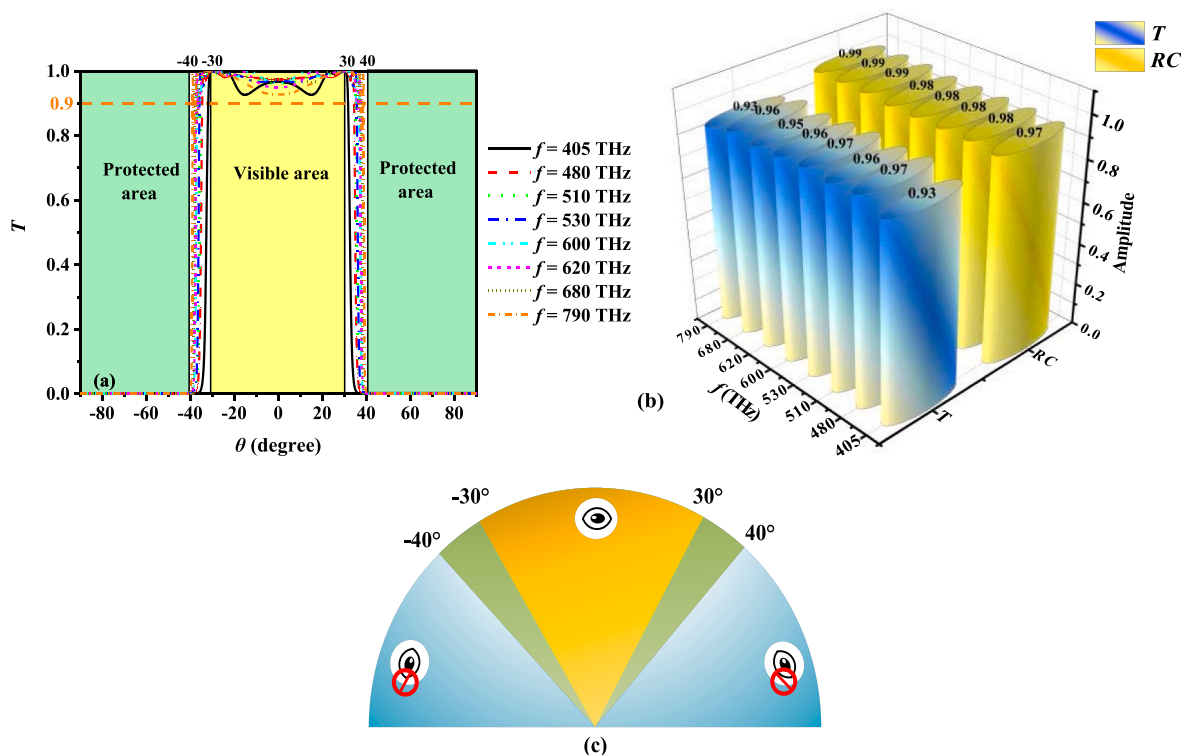 -40
-30
30
40
1.0
0.9
0.8
0.6
0.4
0.2
0.0
T
Protected
area
Visible area
Protected
area
(a)
-80
-60
-40
-20
0
20
40
60
80
θ (degree)
f = 405 THz
f = 480 THz
f = 510 THz
f = 530 THz
f = 600 THz
f = 620 THz
f = 680 THz
f = 790 THz
T
RC
0.99
0.99
0.99
0.98
0.98
0.98
0.98
0.97
0.93
0.96
0.95
0.96
0.97
0.96
0.97
0.93
1.0
0.8
0.6
0.4
0.2
0.0
Amplitude
790
680
620
600
530
510
480
405
f (THz)
T
RC
(b)
-40°
-30°
30°
40°
(c)